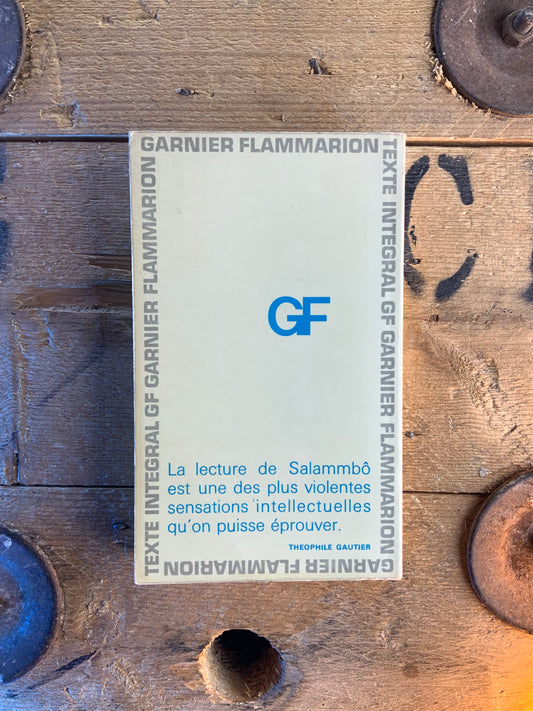 GARNIER FLAMMARION
TEXTE INTEGRAL GF GARNIER FLAMMARION
GARNIER FLAMMARION
TEXTE INTEGRAL GF GARNIER FLAMMARION
GF
La lecture de Salammbô
est une des plus violentes
sensations intellectuelles
qu'on puisse éprouver.
THEOPHILE GAUTIER